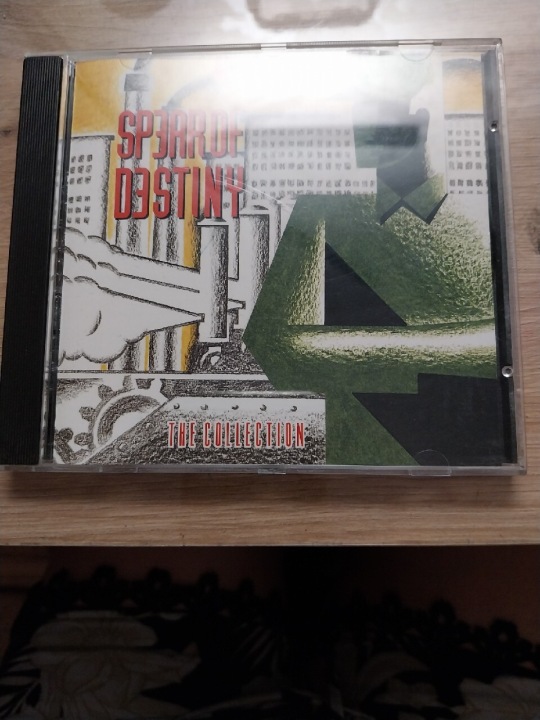 SPEAR OF
DESTINY
THE COLLECTION